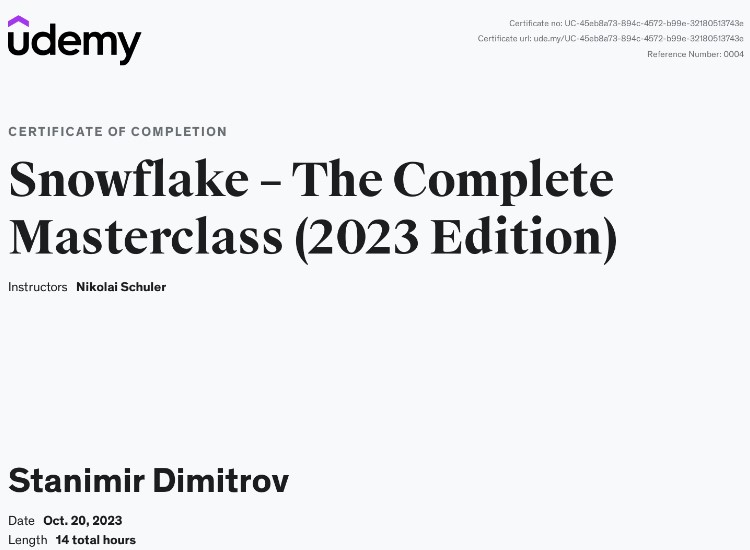 udemy
Certificate no: UC-45eb8a73-894c-4572-b99e-32180513743e
Certificate url: ude.my/UC-45eb8a73-894c-4572-b99e-32180513743e
Reference Number: 0004
CERTIFICATE OF COMPLETION
Snowflake – The Complete
Masterclass (2023 Edition)
Instructors Nikolai Schuler
Stanimir Dimitrov
Date Oct. 20, 2023
Length 14 total hours